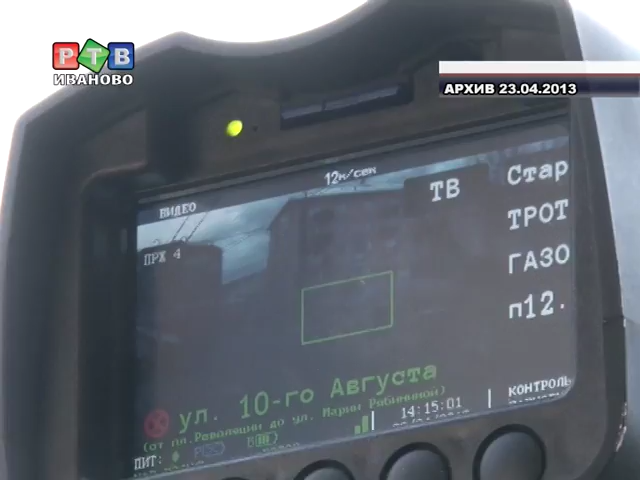 РТВ
ИВАНОВО
АРХИВ 23.04.2013
12к/сек
ВИДЕО
ТВ
Стар
ПРЖ 4
ТРОТ
ГАЗО
п12.
ул. 10-го Августа
(от пл.Революции до ул. Марии Рябининой)
14:15:01
КОНТРОЛЬ
ПИТ: